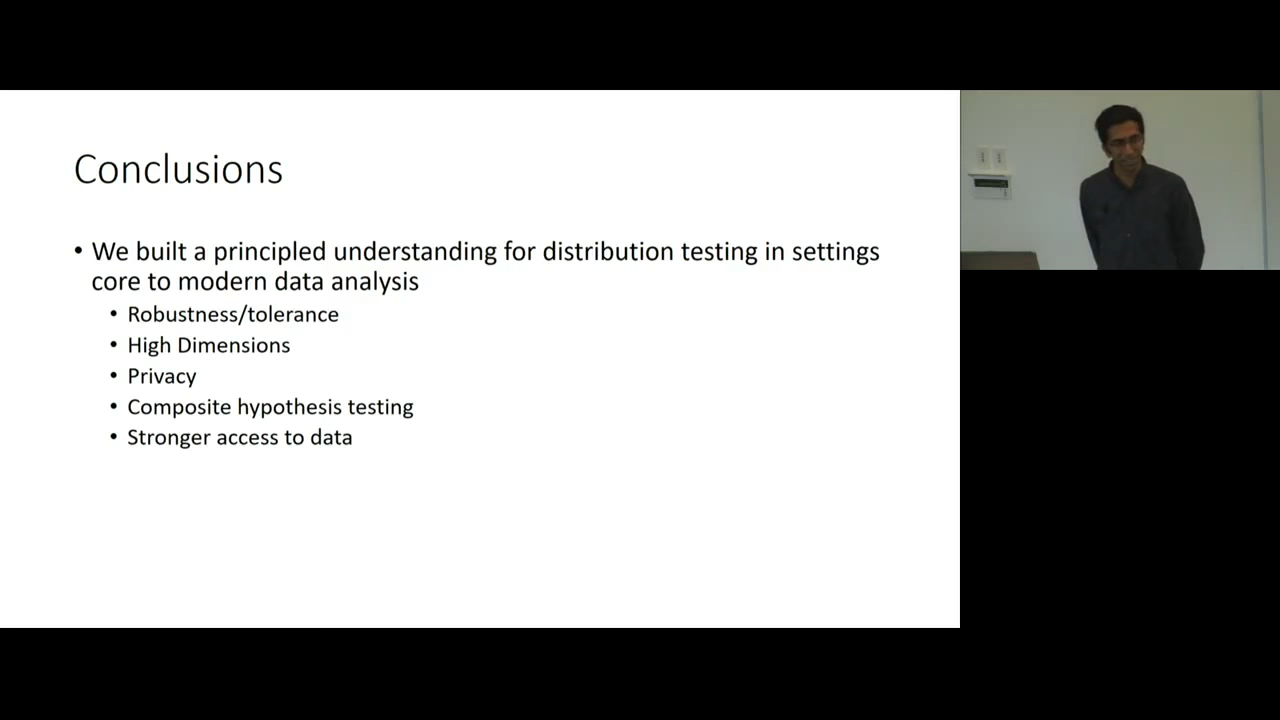 Conclusions
• We built a principled understanding for distribution testing in settings
core to modern data analysis
• Robustness/tolerance
• High Dimensions
• Privacy
• Composite hypothesis testing
• Stronger access to data